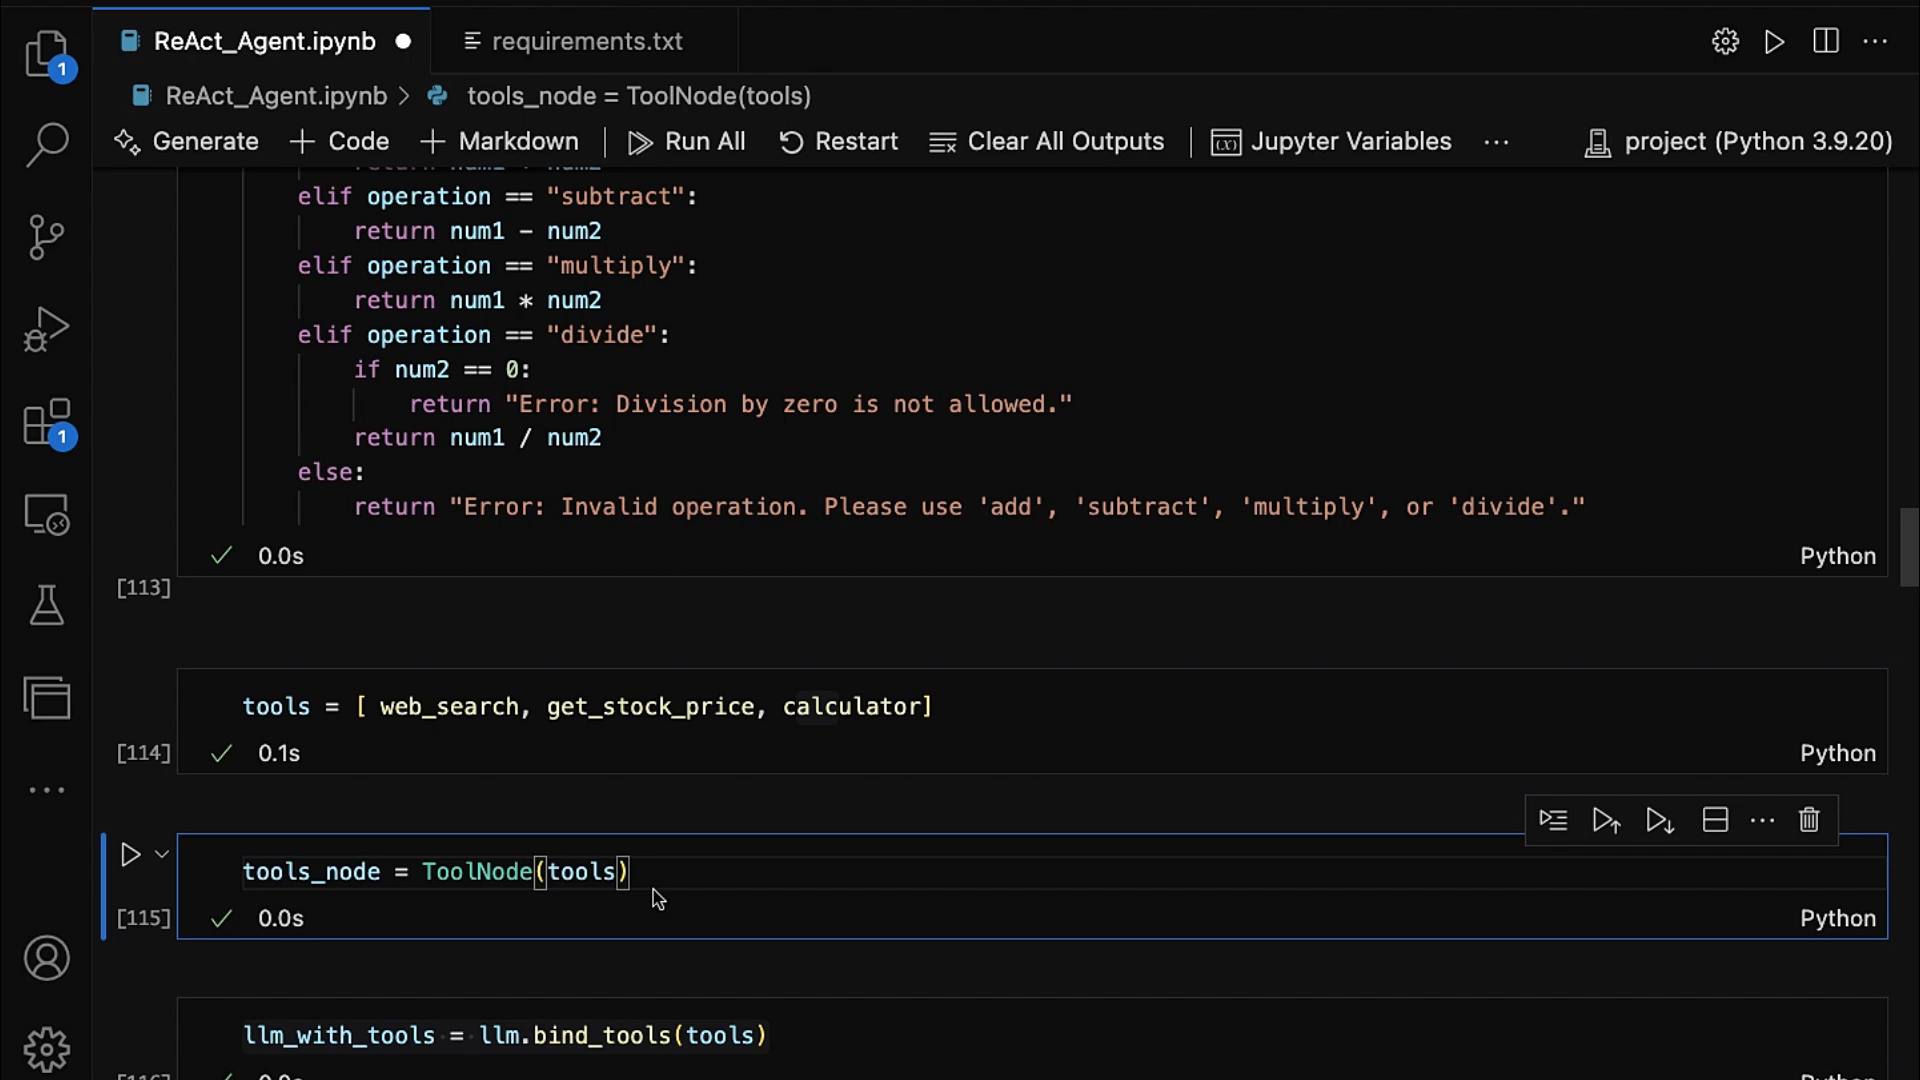 ReAct_Agent.ipynb
requirements.txt
1
ReAct_Agent.ipynb > tools_node = ToolNode(tools)
Generate + Code + Markdown Run All Restart Clear All Outputs Jupyter Variables ... project (Python 3.9.20)
elif operation == "subtract":
return num1 - num2
elif operation == "multiply":
return num1 * num2
elif operation == "divide":
if num2 == 0:
return "Error: Division by zero is not allowed."
return num1 / num2
1
else:
return "Error: Invalid operation. Please use 'add', 'subtract', 'multiply', or 'divide'."
0.0s
Python
[113]
tools = [ web_search, get_stock_price, calculator]
[114]
0.1s
Python
tools_node = ToolNode(tools)
[115]
0.0s
Python
llm_with_tools = llm.bind_tools(tools)